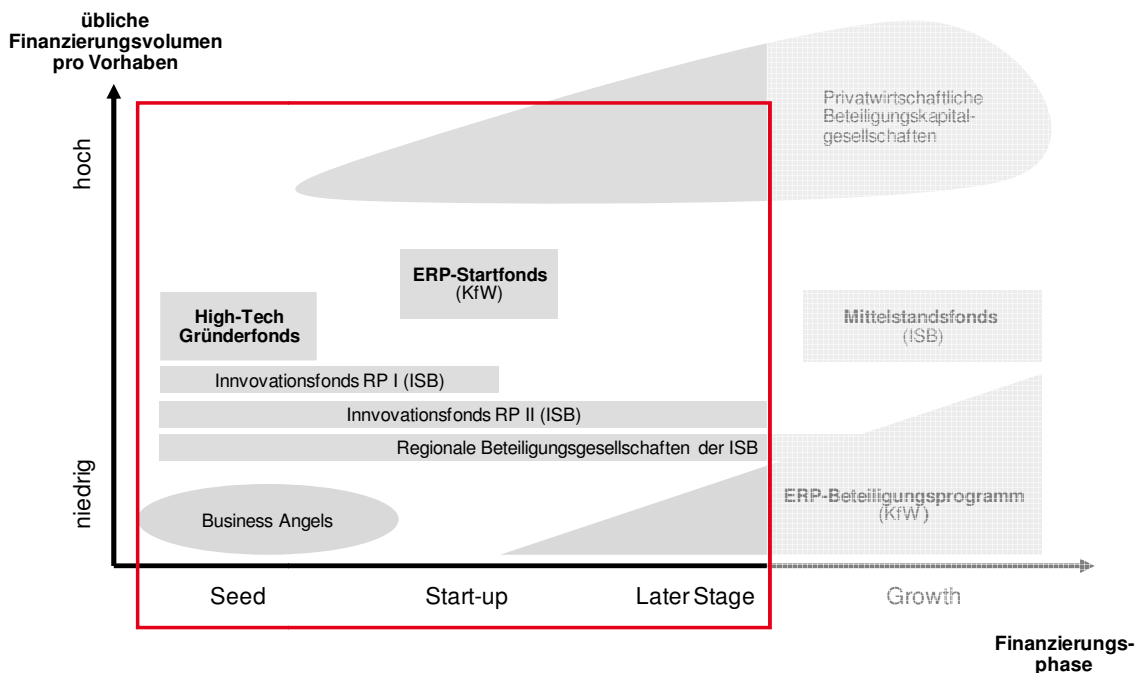 übliche
Finanzierungsvolumen
pro Vorhaben
hoch
niedrig
Privatwirtschaftliche
Beteiligungskapital-
gesellschaften
ERP-Startfonds
(KfW)
High-Tech
Gründerfonds
Mittelstandsfonds
(ISB)
Innvovationsfonds RP I (ISB)
Innvovationsfonds RP II (ISB)
Regionale Beteiligungsgesellschaften der ISB
Business Angels
ERP-Beteiligungsprogramm
(KfW)
Seed
Start-up
Later Stage
Growth
Finanzierungs-
phase